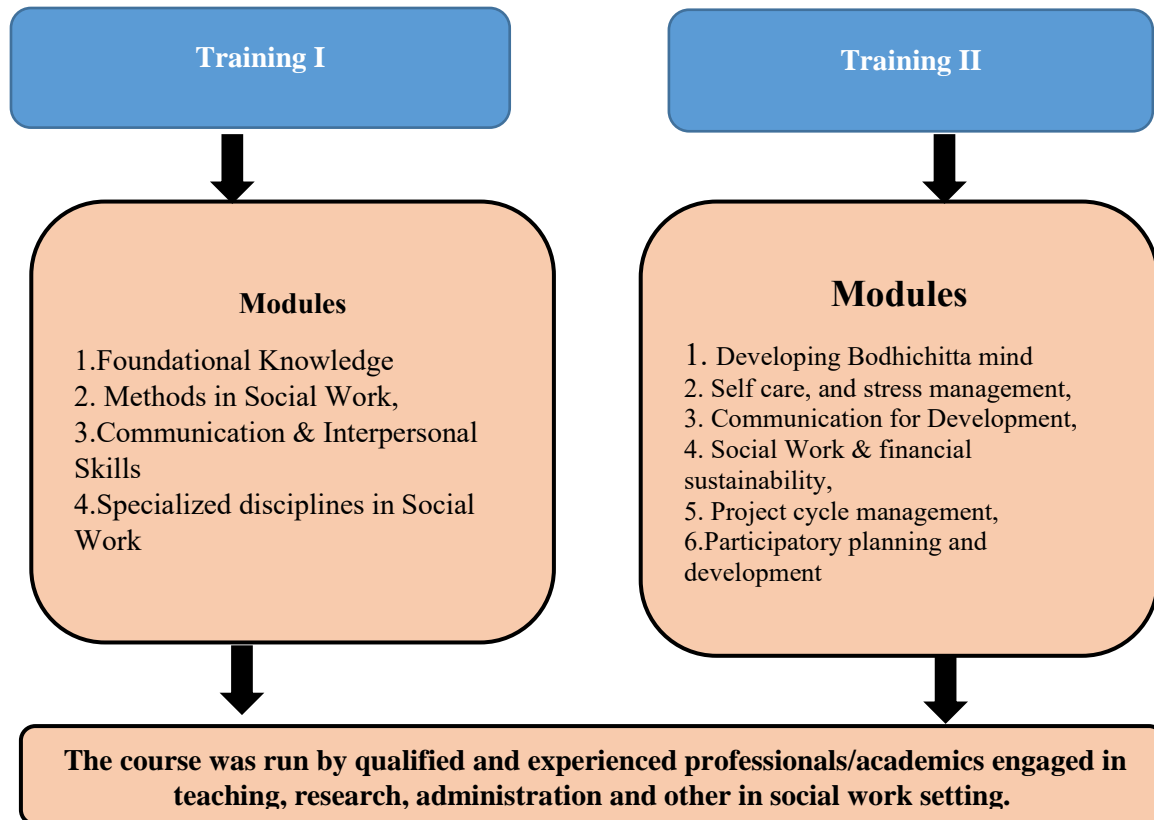 Training I
Training II
Modules
1.Foundational Knowledge
2. Methods in Social Work,
3.Communication & Interpersonal
Skills
4.Specialized disciplines in Social
Work
Modules
1. Developing Bodhichitta mind
2. Self care, and stress management,
3. Communication for Development,
4. Social Work & financial
sustainability,
5. Project cycle management,
6.Participatory planning and
development
The course was run by qualified and experienced professionals/academics engaged in
teaching, research, administration and other in social work setting.